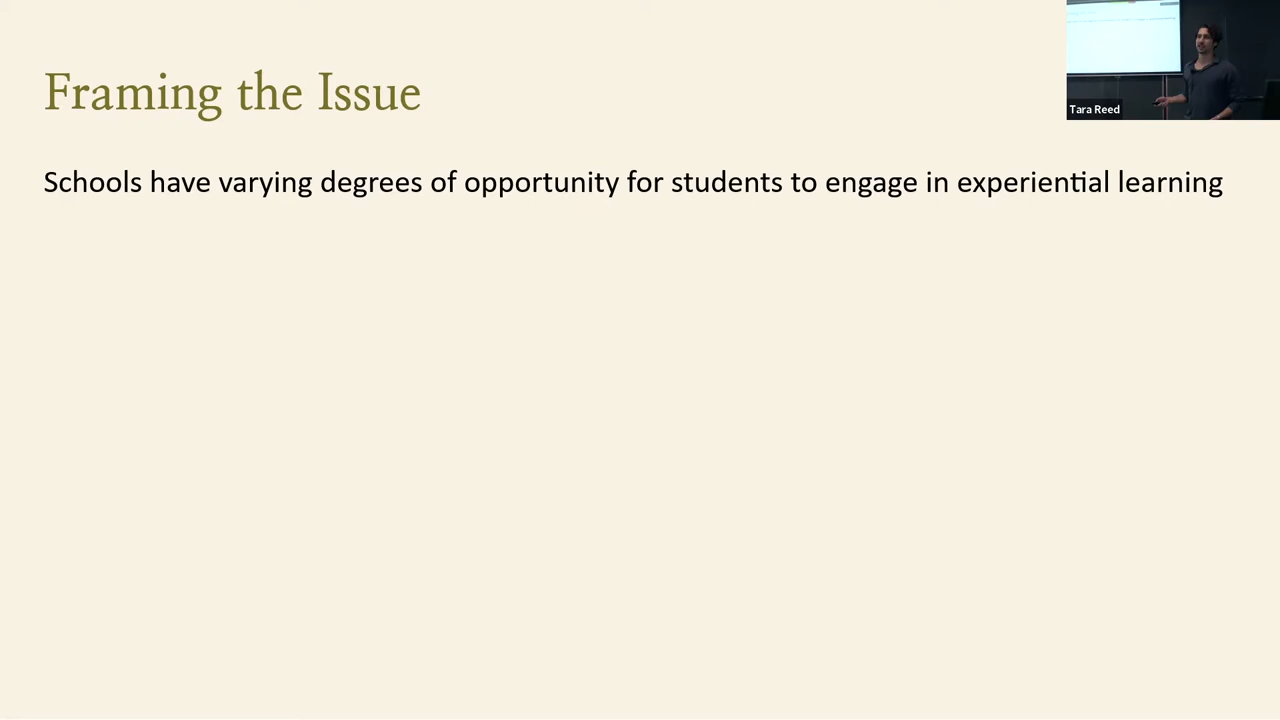 Framing the Issue
Tara Reed
Schools have varying degrees of opportunity for students to engage in experiential learning